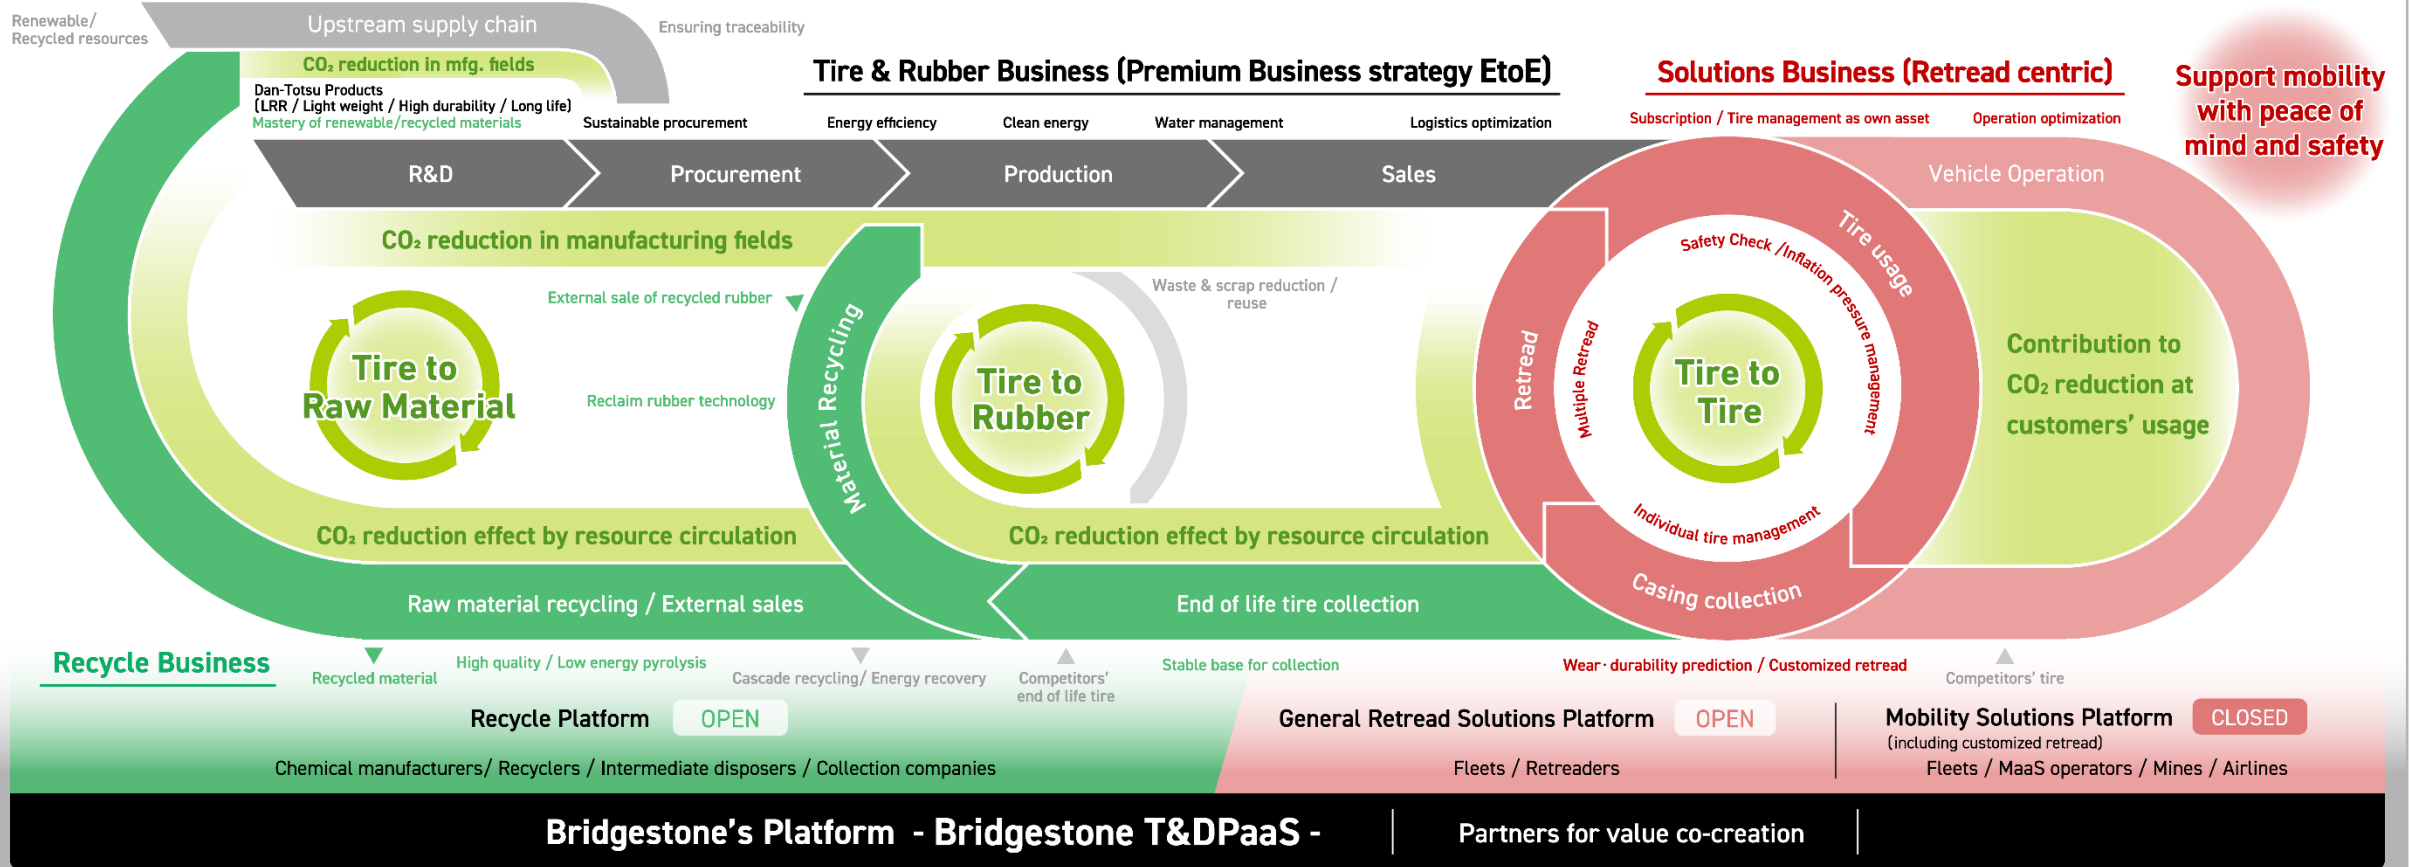 Renewable/
Recycled resources
Upstream supply chain
Ensuring traceability
CO₂ reduction in mfg. fields
Dan-Totsu Products
(LRR / Light weight / High durability / Long life)
Mastery of renewable/recycled materials
Tire & Rubber Business (Premium Business strategy EtoE)
Solutions Business (Retread centric)
Support mobility
with peace of
mind and safety
Sustainable procurement
Energy efficiency
Clean energy
Water management
Logistics optimization
Subscription / Tire management as own asset
Operation optimization
R&D
Procurement
Production
Sales
Vehicle Operation
CO₂ reduction in manufacturing fields
Tire usage
Safety Check /Inflation pressure management
External sale of recycled rubber
Waste & scrap reduction /
reuse
Material Recycling
Retread
Multiple Retread
Tire to
Raw Material
Reclaim rubber technology
Tire to
Rubber
Tire to
Tire
Contribution to
CO₂ reduction at
customers’ usage
Individual tire management
CO₂ reduction effect by resource circulation
CO₂ reduction effect by resource circulation
Casing collection
Raw material recycling / External sales
End of life tire collection
Recycle Business
Recycled material
High quality / Low energy pyrolysis
Cascade recycling/ Energy recovery
Competitors’
end of life tire
Stable base for collection
Wear · durability prediction / Customized retread
Competitors’ tire
Recycle Platform
OPEN
General Retread Solutions Platform
OPEN
Mobility Solutions Platform
CLOSED
(including customized retread)
Chemical manufacturers/ Recyclers / Intermediate disposers / Collection companies
Fleets / Retreaders
Fleets / MaaS operators / Mines / Airlines
Bridgestone’s Platform - Bridgestone T&DPaaS -
Partners for value co-creation